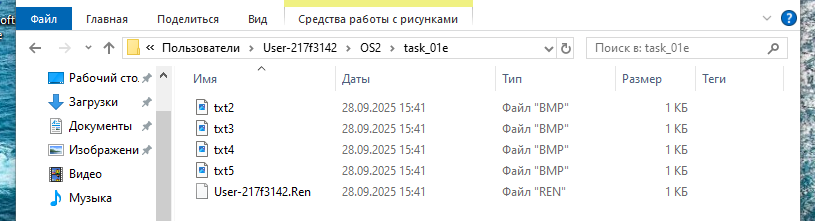 oft
Файл Главная Поделиться Вид Средства работы с рисунками
« Пользователи > User-217f3142 > OS2 > task_01e
Поиск в: task_01e
Рабочий сто.
Загрузки
Документы
Изображени
Видео
Музыка
Имя Дата Тип Размер Теги
txt2 28.09.2025 15:41 Файл "BMP" 1 КБ
txt3 28.09.2025 15:41 Файл "BMP" 1 КБ
txt4 28.09.2025 15:41 Файл "BMP" 1 КБ
txt5 28.09.2025 15:41 Файл "BMP" 1 КБ
User-217f3142.Ren 28.09.2025 15:41 Файл "REN" 1 КБ